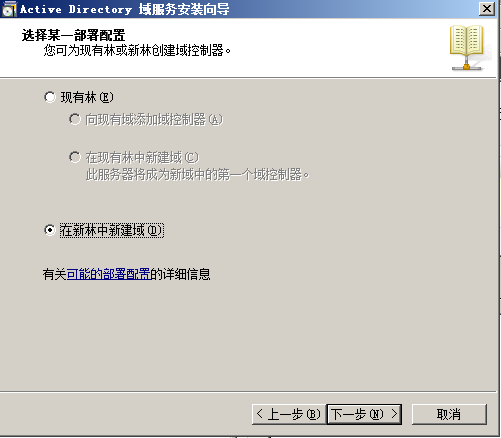 Active Directory 域服务安装向导
选择某一部署配置
您可为现有林或新林创建域控制器。
现有林(E)
向现有域添加域控制器(A)
在现有林中新建域(C)
此服务器将成为新域中的第一个域控制器。
在新林中新建域(D)
有关可能的部署配置的详细信息
< 上一步(B) 下一步(N) > 取消